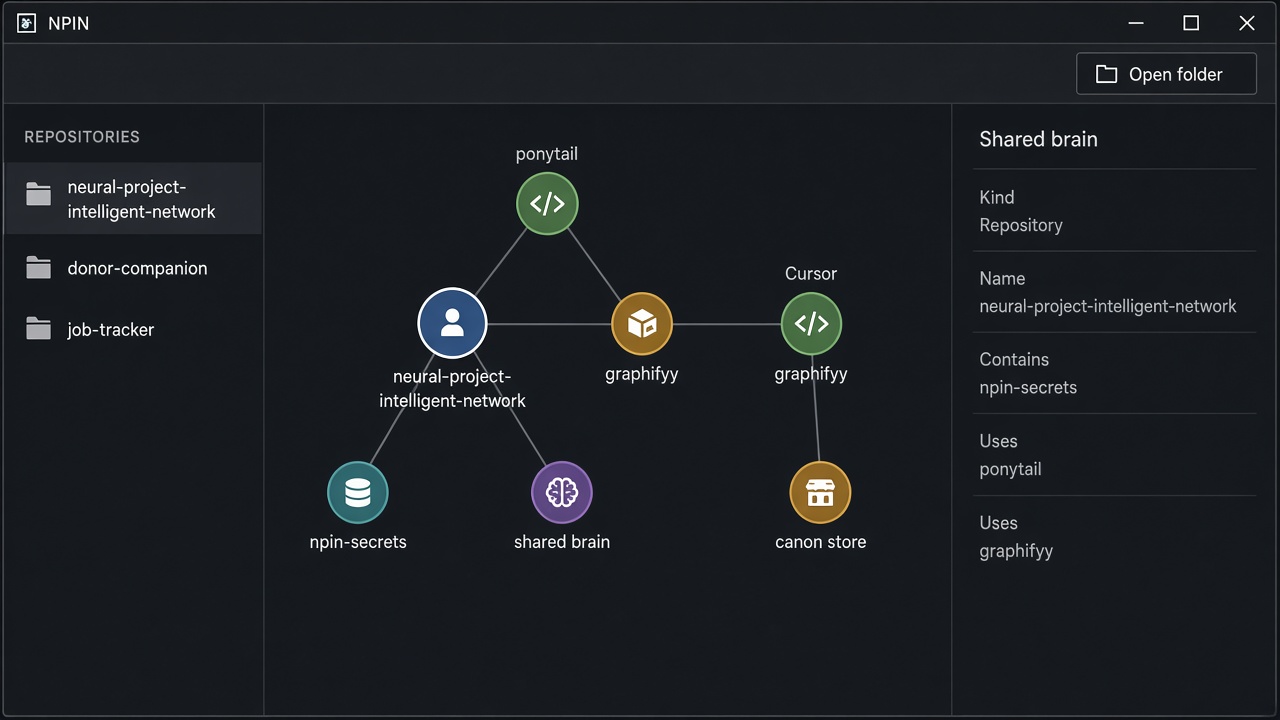 NPIN
Open folder
REPOSITORIES
neural-project-
intelligent-network
donor-companion
job-tracker
ponytail
Cursor
neural-project-
intelligent-network
graphifyy
graphifyy
npin-secrets
shared brain
canon store
Shared brain
Kind
Repository
Name
neural-project-intelligent-network
Contains
npin-secrets
Uses
ponytail
Uses
graphifyy